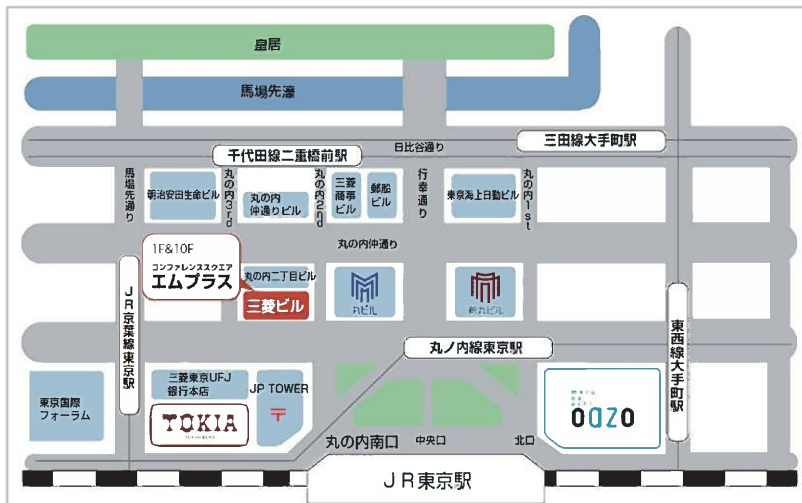 皇居
馬場先濠
三田線大手町駅
日比谷通り
千代田線二重橋前駅
馬場先通り
明治安田生命ビル
丸の内3rd
丸の内
仲通りビル
丸の内2nd
三菱
商事
ビル
郵船
ビル
行幸通り
東京海上日動ビル
丸の内1st
丸の内仲通り
1F&10F
コンファレンススクエア
エムプラス
丸の内二丁目ビル
三菱ビル
丸ビル
新丸ビル
JR京葉線東京駅
東西線大手町駅
丸ノ内線東京駅
東京国際
フォーラム
三菱東京UFJ
銀行本店
TOKIA
JP TOWER
〒
oazo
丸の内南口
中央口
北口
JR東京駅